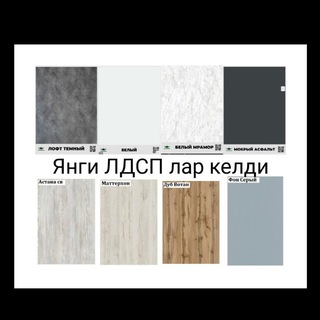 ЛОФТ ТЕМНЫЙ
БЕЛЫЙ
БЕЛЫЙ МРАМОР
МОКРЫЙ АСФАЛЬТ
Янги ЛДСП лар келди
Астана св
Маттерхон
Дуб Вотан
Фон Серый